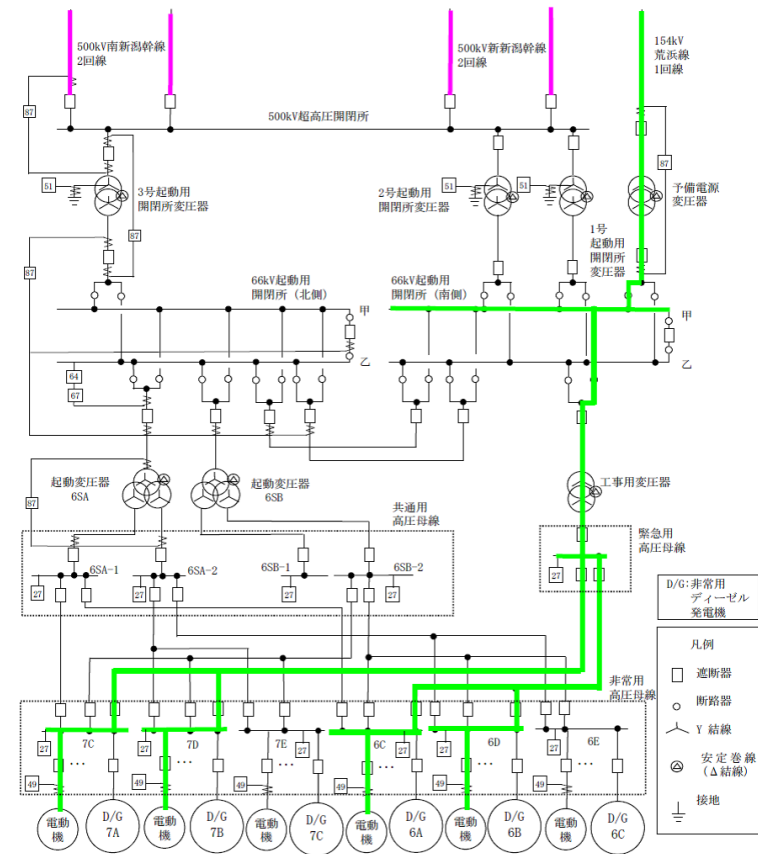 500kV南新潟幹線
2回線
500kV新新潟幹線
2回線
154kV
荒浜線
1回線
87
500kV超高圧開閉所
87
51
3号起動用
開閉所変圧器
51
2号起動用
開閉所変圧器
51
予備電源
変圧器
87
87
1号
起動用
開閉所
変圧器
66kV起動用
開閉所(北側)
66kV起動用
開閉所(南側)
甲
甲
乙
乙
64
67
起動変圧器
6SA
起動変圧器
6SB
工事用変圧器
87
共通用
高圧母線
緊急用
高圧母線
6SA-1
6SA-2
6SB-1
6SB-2
27
27
27
27
27
D/G:非常用
ディーゼル
発電機
凡例
遮断器
断路器
Y 結線
安定巻線
(Δ結線)
接地
非常用
高圧母線
7C
7D
7E
6C
6D
6E
27
27
27
27
27
27
...
...
...
...
...
...
49
49
49
49
49
49
電動
機
D/G
7A
電動
機
D/G
7B
電動
機
D/G
7C
電動
機
D/G
6A
電動
機
D/G
6B
電動
機
D/G
6C